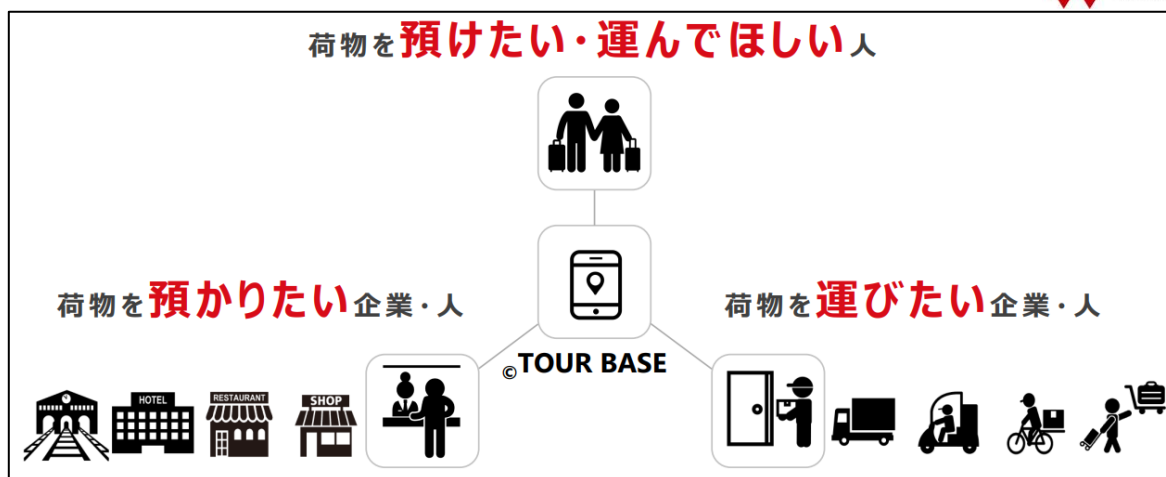 荷物を預けたい・運んでほしい人
荷物を預かりたい企業・人
荷物を運びたい企業・人
©TOUR BASE
HOTEL
RESTAURANT
SHOP